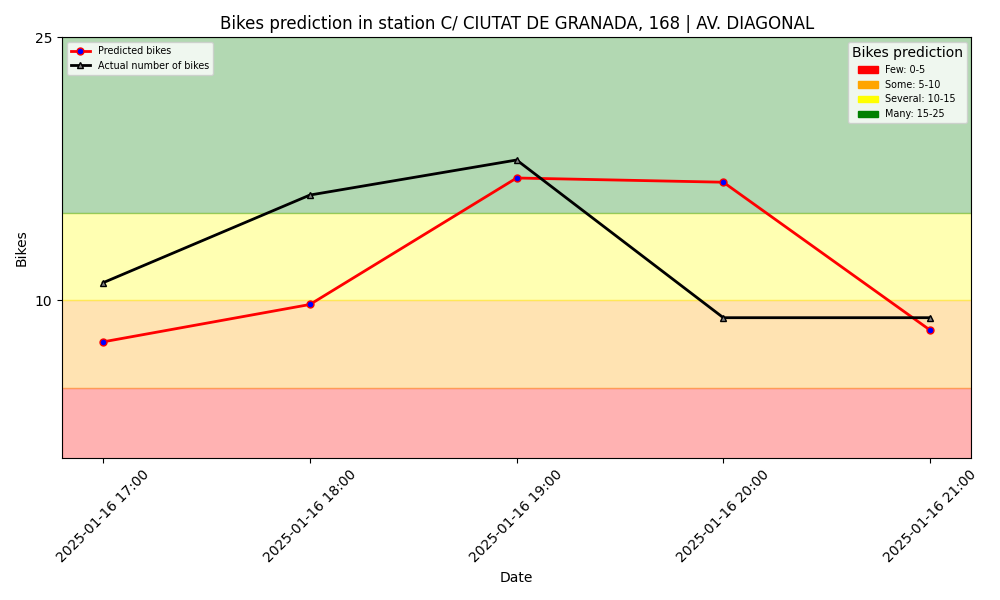 Bikes prediction in station C/ CIUTAT DE GRANADA, 168 | AV. DIAGONAL
Predicted bikes
Actual number of bikes
Bikes prediction
Few: 0-5
Some: 5-10
Several: 10-15
Many: 15-25
25
10
Bikes
2025-01-16 17:00
2025-01-16 18:00
2025-01-16 19:00
2025-01-16 20:00
2025-01-16 21:00
Date